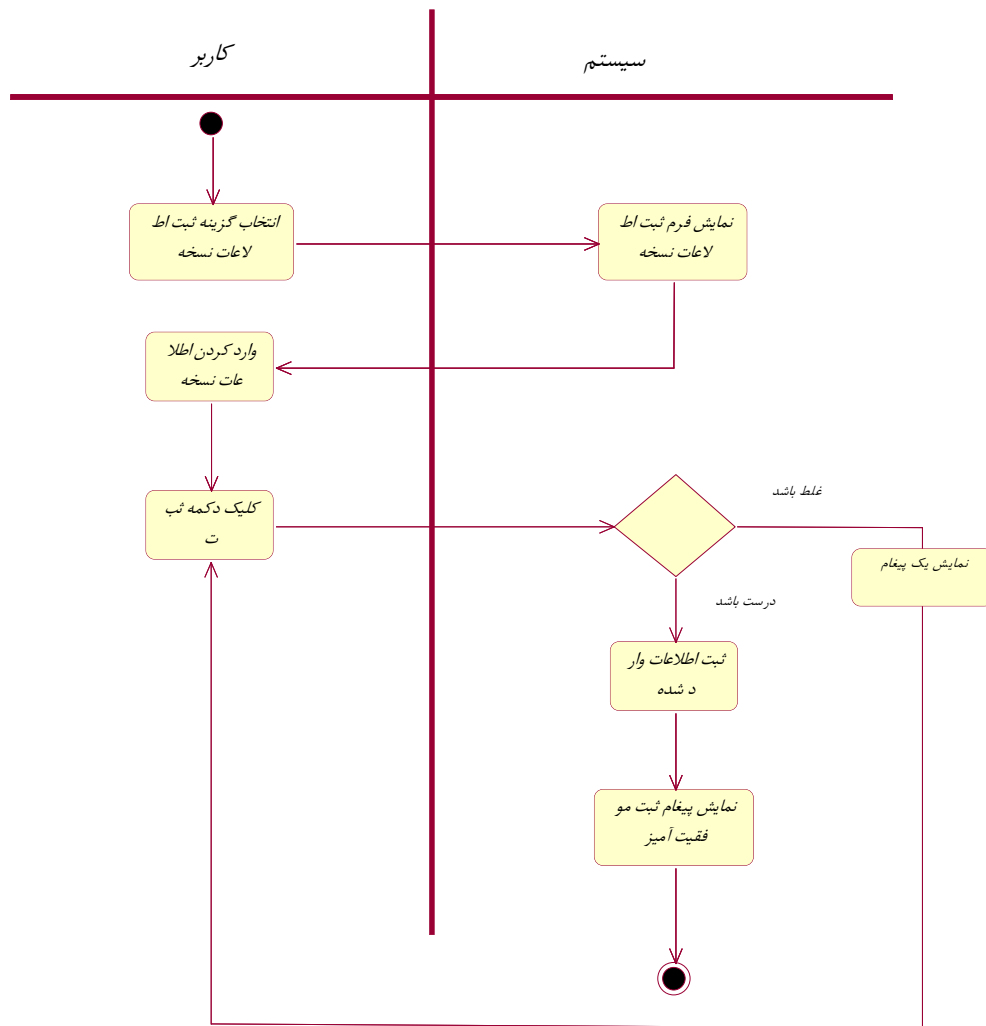 کاربر
سیستم
انتخاب گزینه ثبت اط
لاعات نسخه
نمایش فرم ثبت اط
لاعات نسخه
وارد کردن اطلا
عات نسخه
کلیک دکمه ثب
ت
غلط باشد
نمایش یک پیغام
درست باشد
ثبت اطلاعات وار
د شده
نمایش پیغام ثبت مو
فقیت آمیز